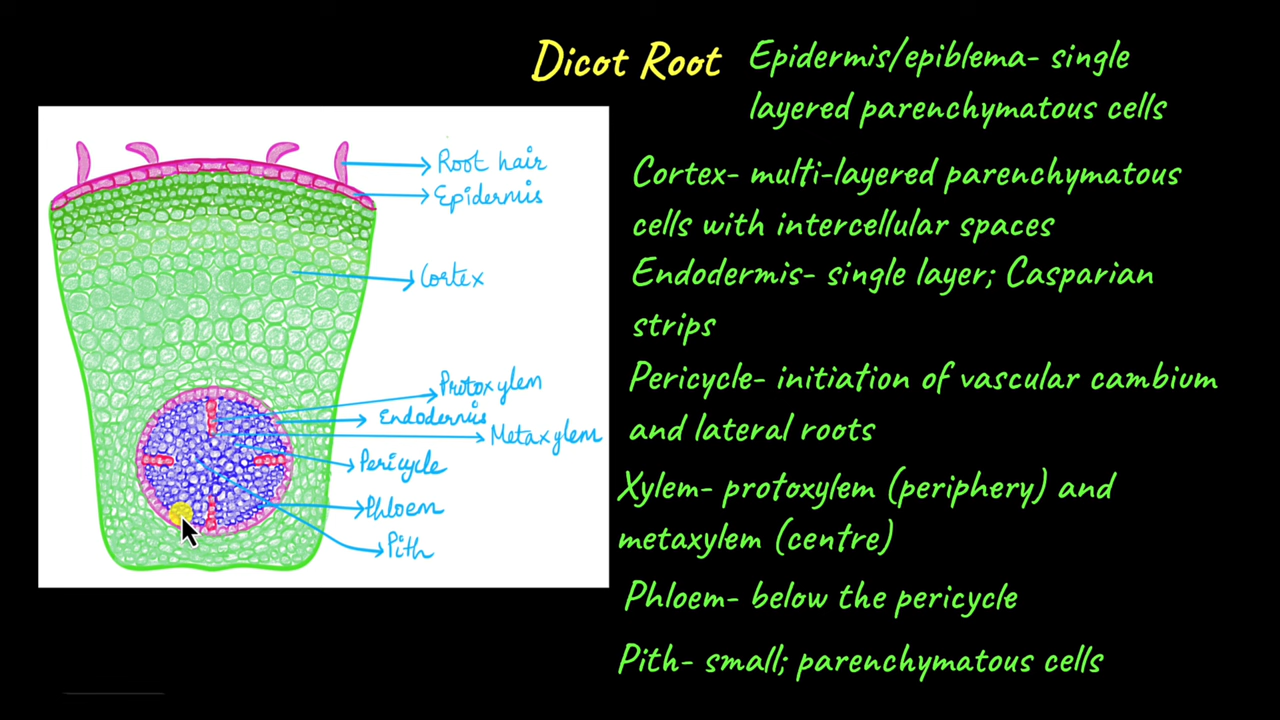 Dicot Root
Epidermis/epiblema- single
layered parenchymatous cells
Cortex- multi-layered parenchymatous
cells with intercellular spaces
Endodermis- single layer; Casparian
strips
Pericycle- initiation of vascular cambium
and lateral roots
Xylem- protoxylem (periphery) and
metaxylem (centre)
Phloem- below the pericycle
Pith- small; parenchymatous cells
Root hair
Epidermis
Cortex
Protoxylem
Endodermis
Metaxylem
Pericycle
Phloem
Pith